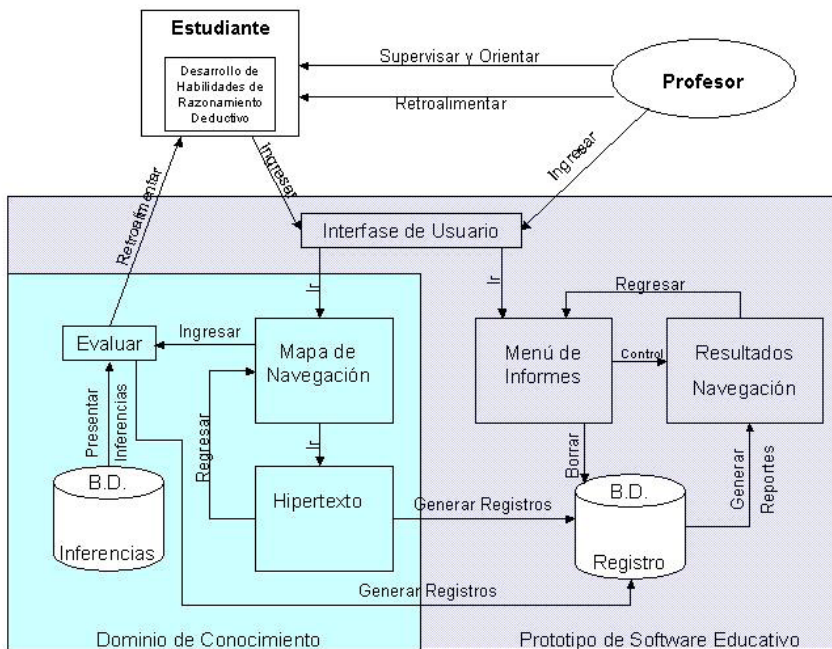 Estudiante
Desarrollo de
Habilidades de
Razonamiento
Deductivo
Supervisar y Orientar
Retroalimentar
Profesor
Ingresar
Ingresar
Retroalimentar
Interfase de Usuario
Ir
Ir
Regresar
Evaluar
Ingresar
Mapa de
Navegación
Menú de
Informes
Control
Resultados
Navegación
Presentar
Inferencias
Regresar
Ir
Borrar
Generar
Reportes
B.D.
Inferencias
Hipertexto
Generar Registros
B.D.
Registro
Generar Registros
Dominio de Conocimiento
Prototipo de Software Educativo